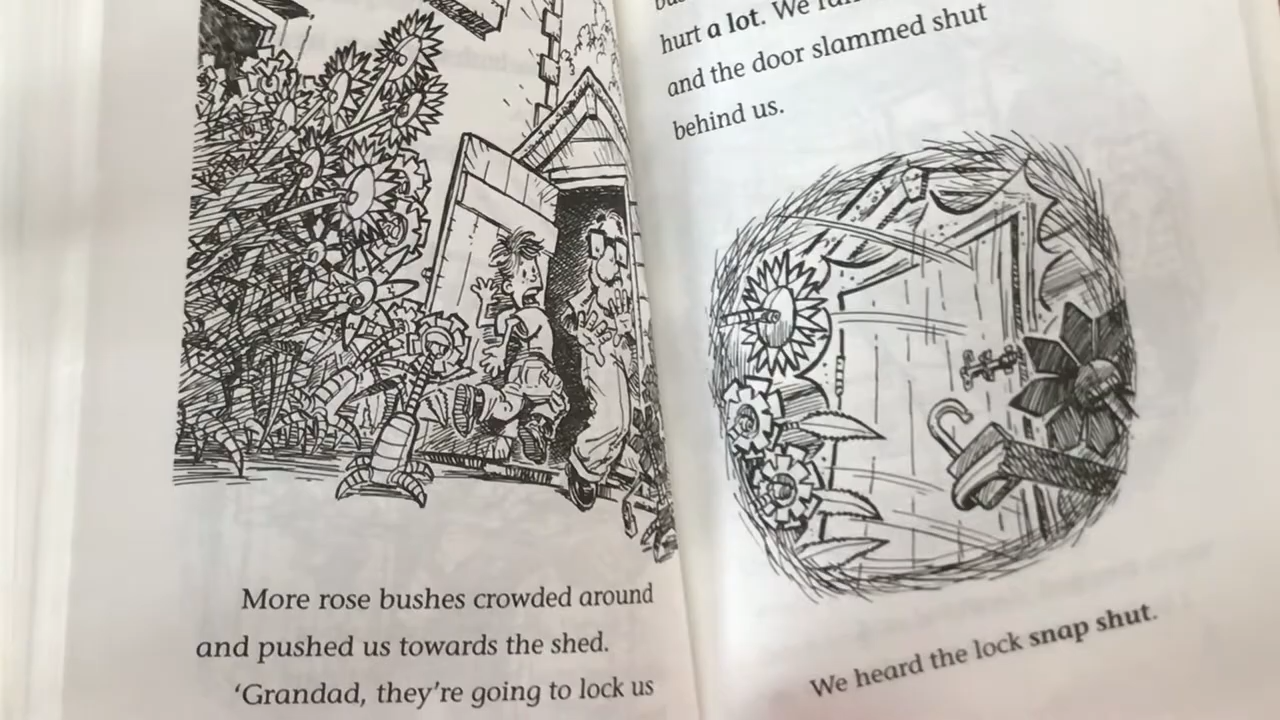 More rose bushes crowded around
and pushed us towards the shed.
‘Grandad, they’re going to lock us
hurt a lot. We
and the door slammed shut
behind us.
We heard the lock snap shut.